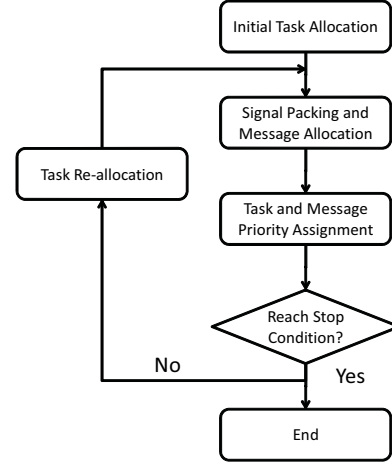 Initial Task Allocation
Signal Packing and
Message Allocation
Task Re-allocation
Task and Message
Priority Assignment
Reach Stop
Condition?
No
Yes
End